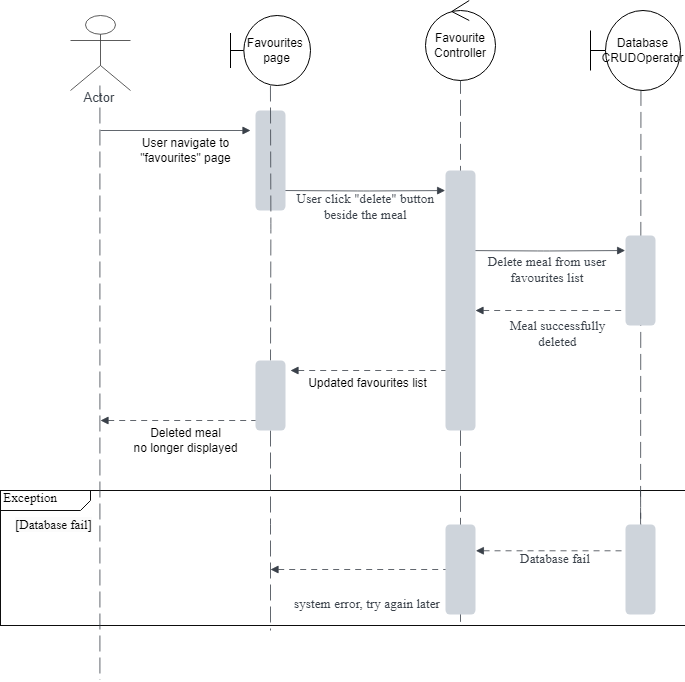 Favourites
page
Favourite
Controller
Database
CRUDOperator
Actor
User navigate to
"favourites" page
User click "delete" button
beside the meal
Delete meal from user
favourites list
Meal successfully
deleted
Updated favourites list
Deleted meal
no longer displayed
Exception
[Database fail]
Database fail
system error, try again later